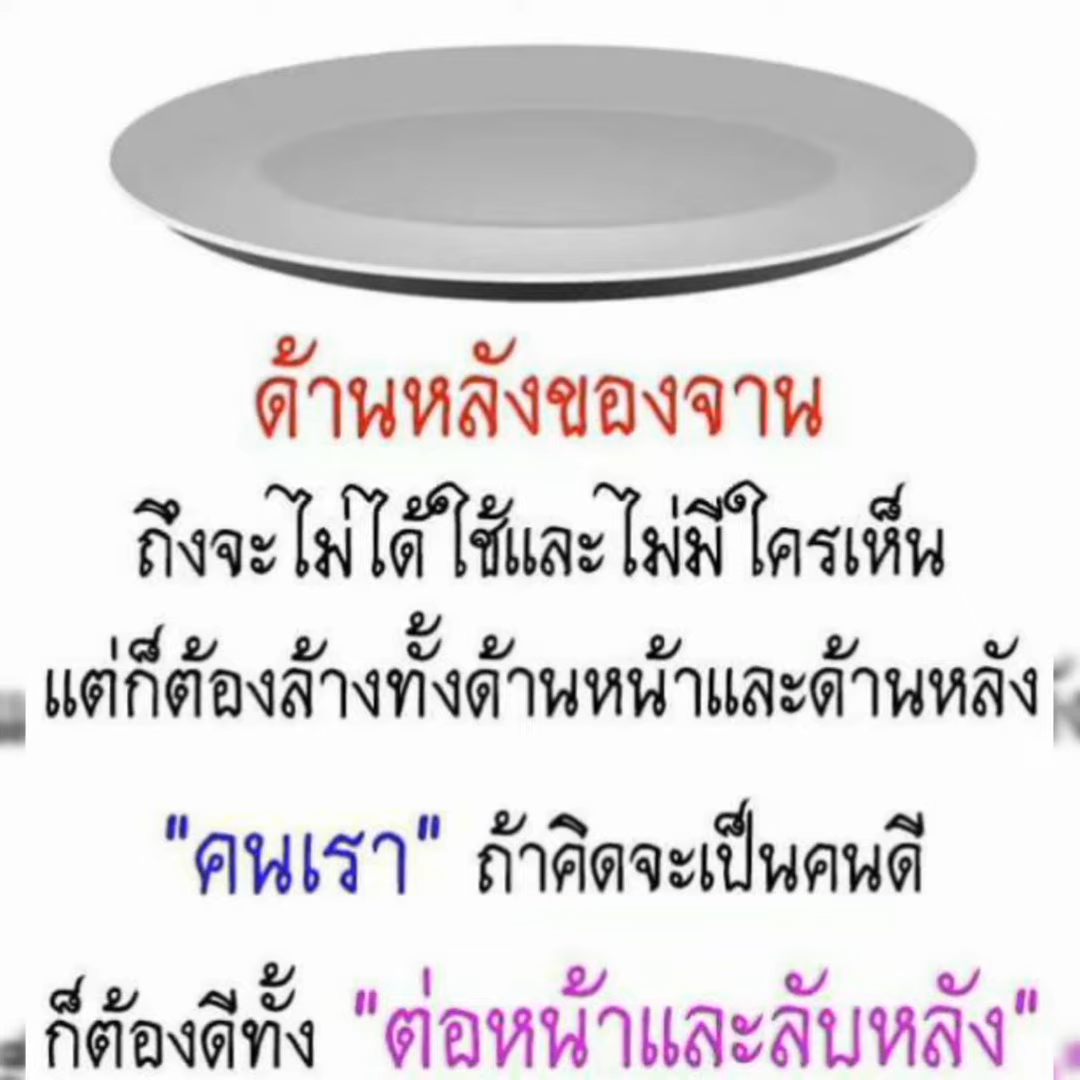 ด้านหลังของจาน
ถึงจะไม่ได้ใช้และไม่มีใครเห็น
แต่ก็ต้องล้างทั้งด้านหน้าและด้านหลัง
"คนเรา" ถ้าคิดจะเป็นคนดี
ก็ต้องดีทั้ง "ต่อหน้าและลับหลัง"